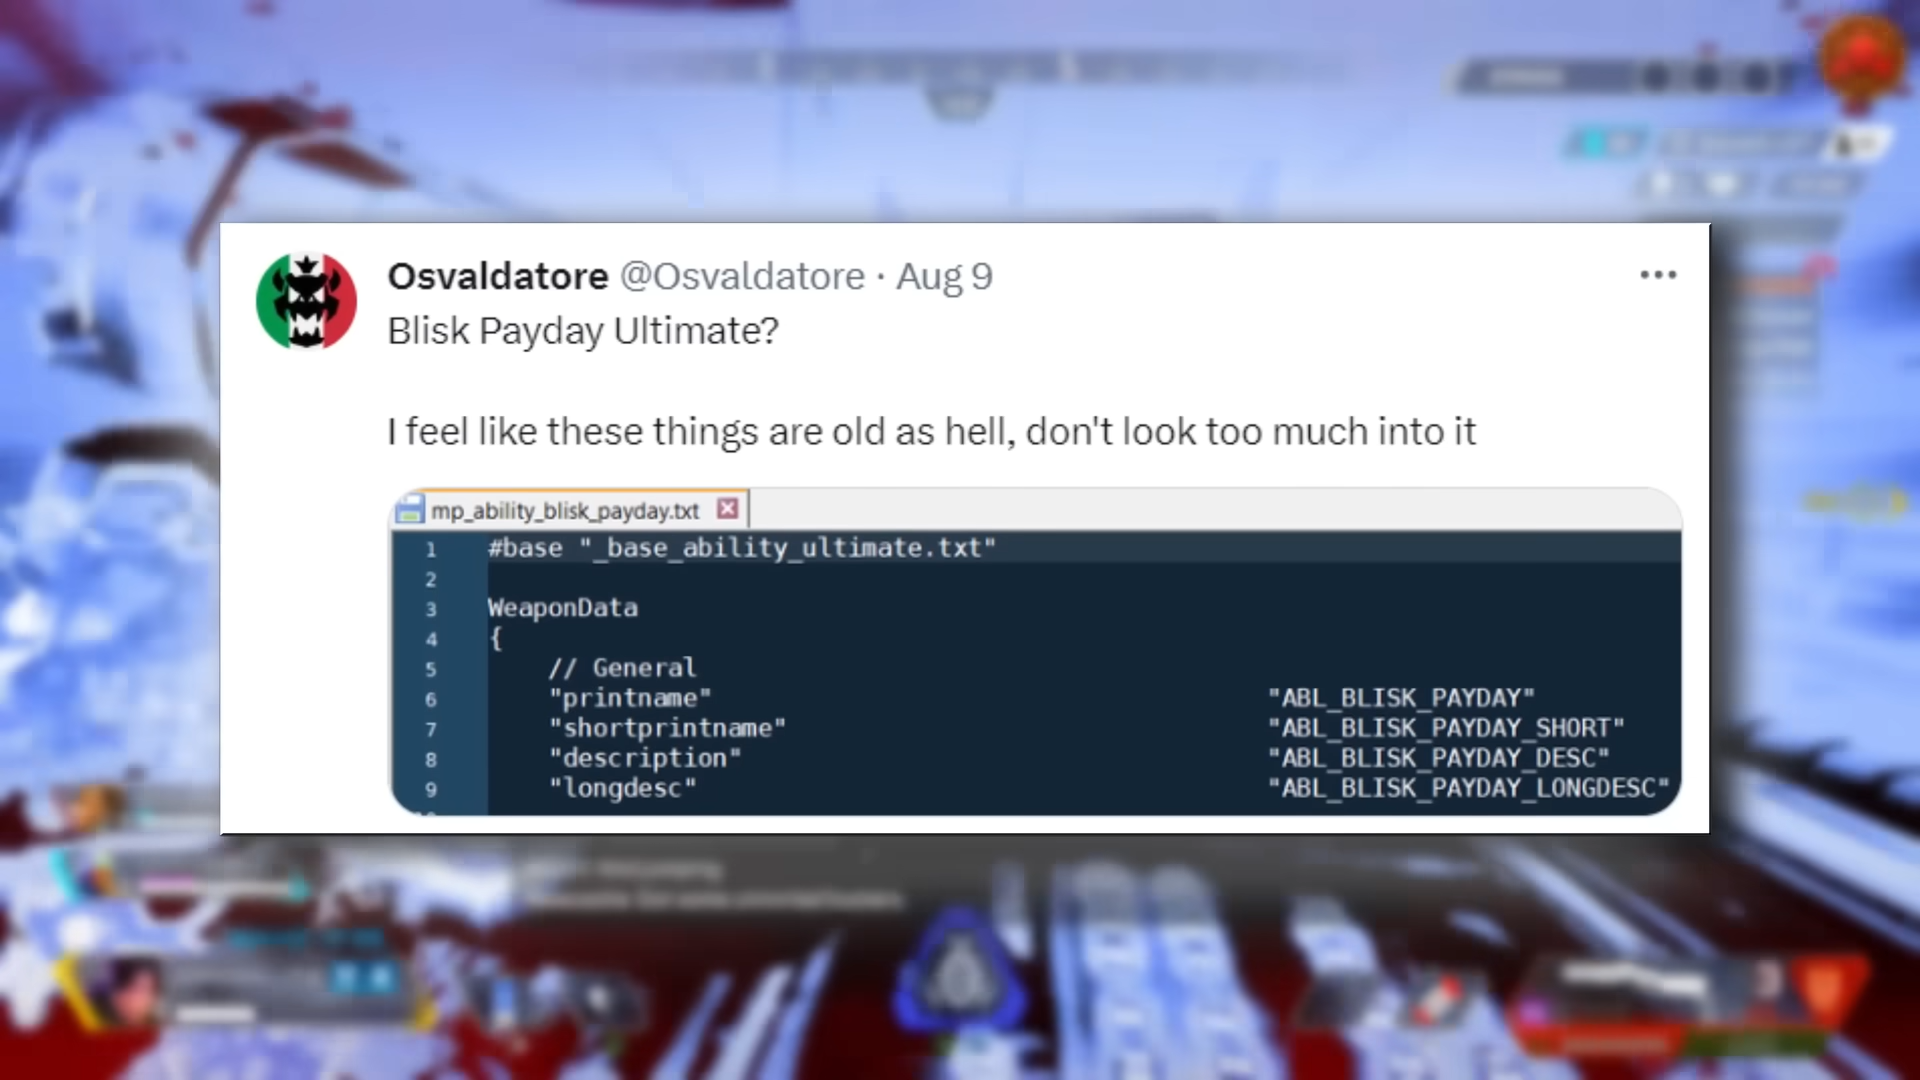 Osvaldatore @Osvaldatore · Aug 9
Blisk Payday Ultimate?
I feel like these things are old as hell, don't look too much into it
mp_ability_blisk_payday.txt
1 #base "_base_ability_ultimate.txt"
2
3 WeaponData
4 {
5 // General
6 "printname" "ABL_BLISK_PAYDAY"
7 "shortprintname" "ABL_BLISK_PAYDAY_SHORT"
8 "description" "ABL_BLISK_PAYDAY_DESC"
9 "longdesc" "ABL_BLISK_PAYDAY_LONGDESC"